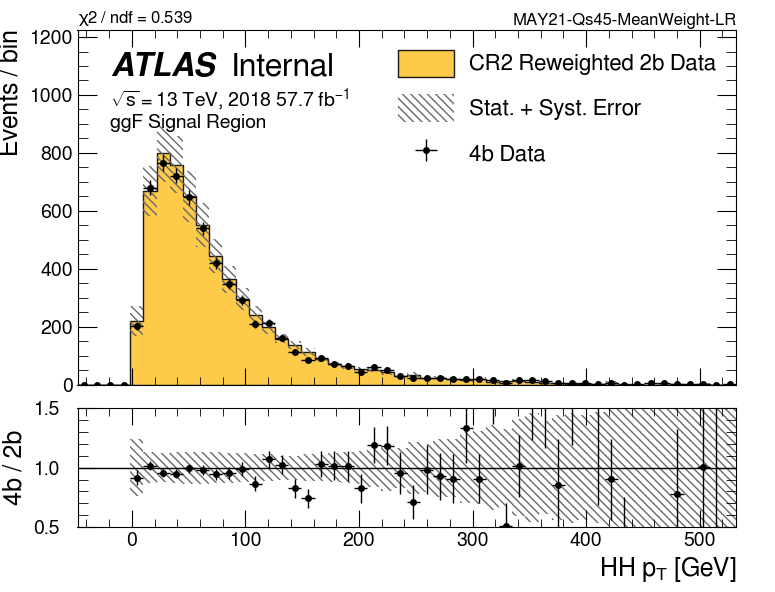 χ2 / ndf = 0.539
MAY21-Qs45-MeanWeight-LR
ATLAS Internal
√s = 13 TeV, 2018 57.7 fb−1
ggF Signal Region
CR2 Reweighted 2b Data
Stat. + Syst. Error
4b Data
Events / bin
1200
1000
800
600
400
200
0
4b / 2b
1.5
1.0
0.5
0 100 200 300 400 500
HH pT [GeV]